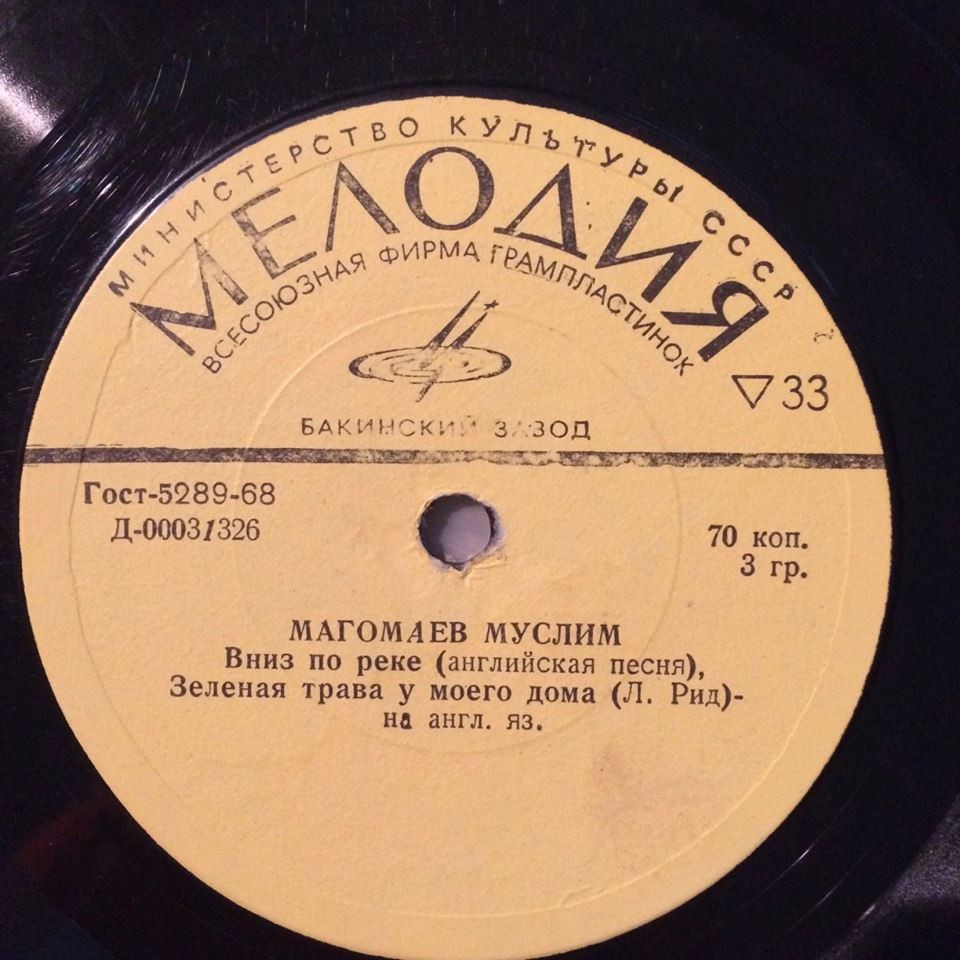 МИНИСТЕРСТВО КУЛЬТУРЫ СССР
МЕЛОДИЯ
ВСЕСОЮЗНАЯ ФИРМА ГРАМПЛАСТИНОК
▽33
БАКИНСКИЙ ЗАВОД
Гост-5289-68
Д-00031326
70 коп.
3 гр.
МАГОМАЕВ МУСЛИМ
Вниз по реке (английская песня),
Зеленая трава у моего дома (Л. Рид)-
на англ. яз.